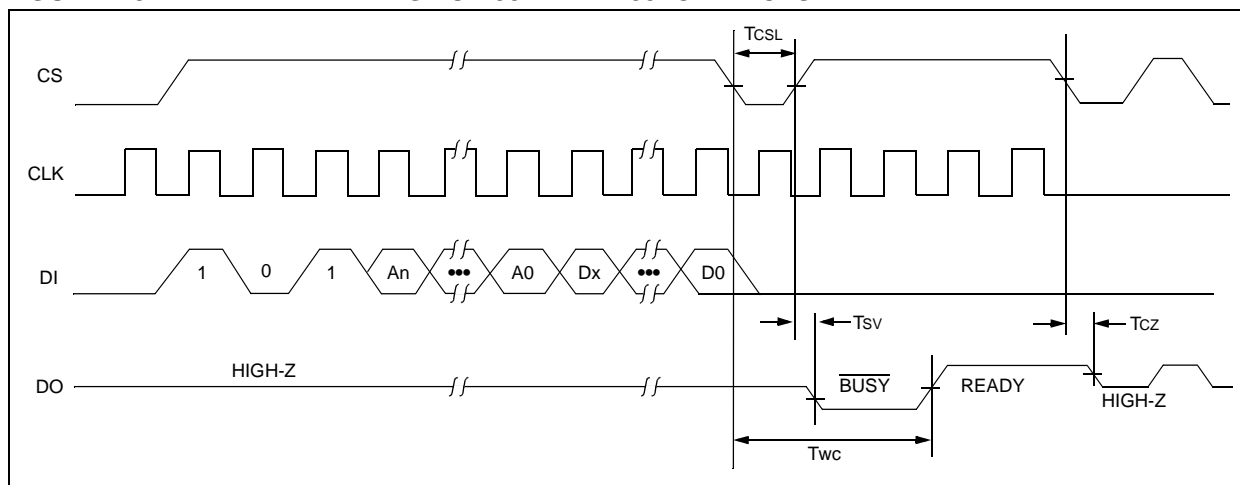 TCSL
CS
CLK
DI
1 0 1 An ••• A0 Dx ••• D0
TSV
TCZ
DO
HIGH-Z
BUSY
READY
HIGH-Z
TWC